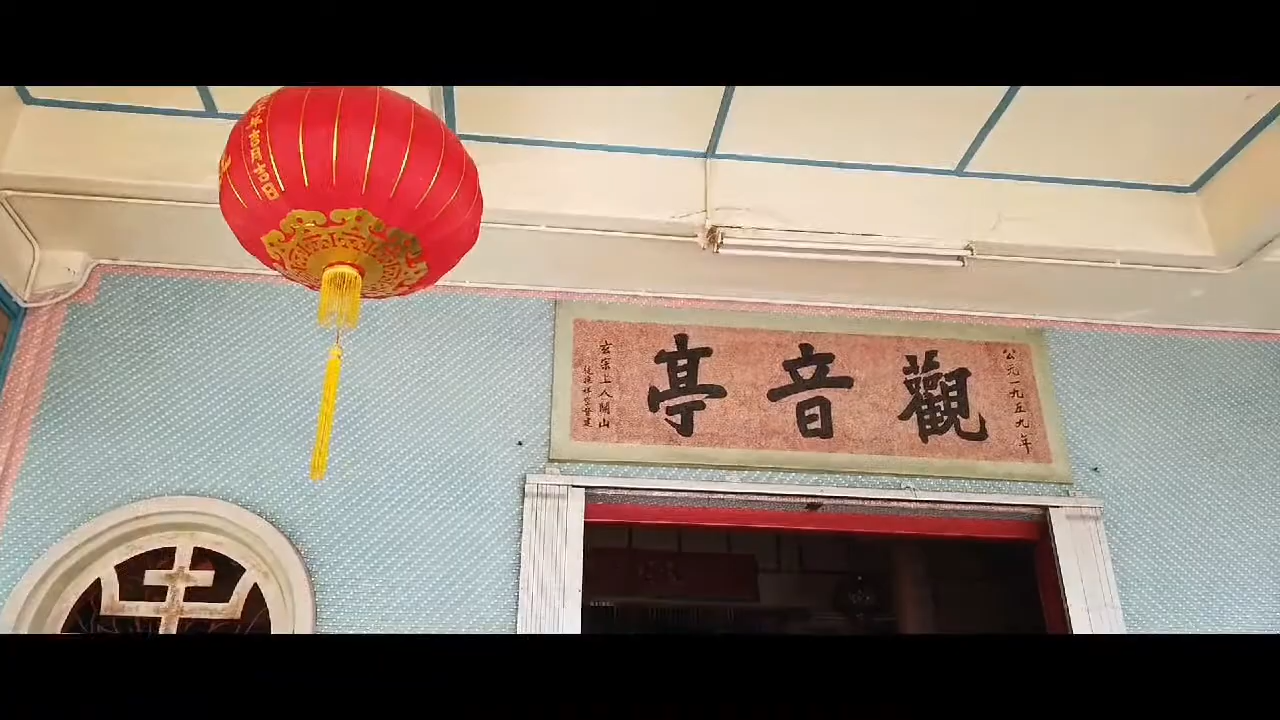 觀音亭
公元一九五九年
玄宗上人開山
年吉月吉日